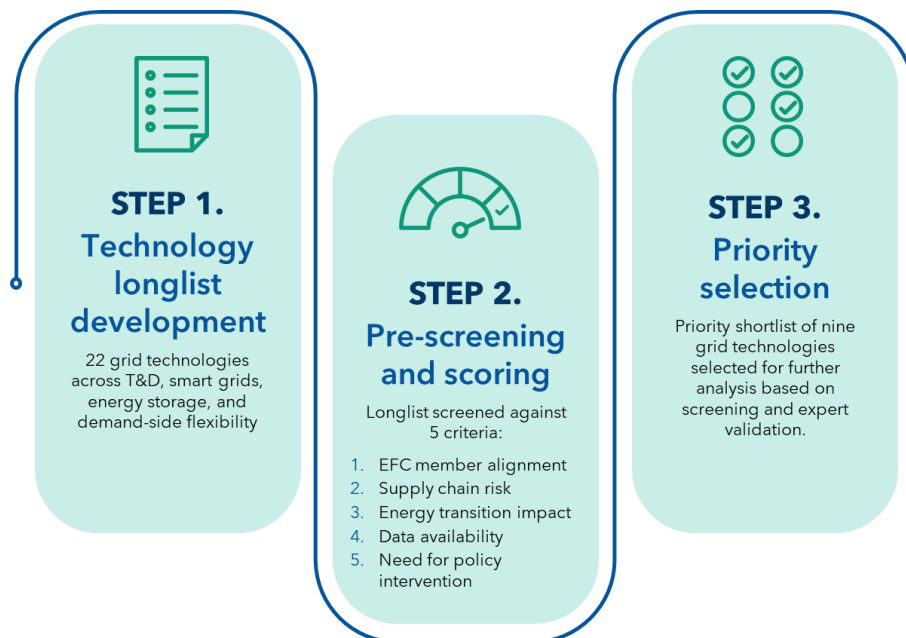 STEP 1.
Technology
longlist
development
22 grid technologies
across T&D, smart grids,
energy storage, and
demand-side flexibility
STEP 2.
Pre-screening
and scoring
Longlist screened against
5 criteria:
1. EFC member alignment
2. Supply chain risk
3. Energy transition impact
4. Data availability
5. Need for policy
intervention
STEP 3.
Priority
selection
Priority shortlist of nine
grid technologies
selected for further
analysis based on
screening and expert
validation.